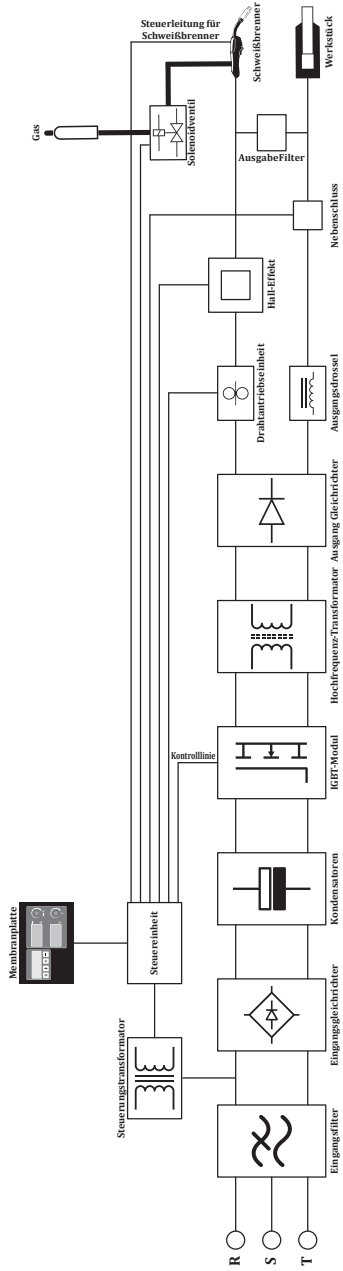 Steuerleitung für
Schweißbrenner
Gas
Solenoidventil
Schweißbrenner
Werkstück
AusgabeFilter
Nebenschluss
Hall-Effekt
Drahtantriebseinheit
Ausgangsdrossel
Ausgang Gleichrichter
Hochfrequenz-Transformator
Kontrolllinie
IGBT-Modul
Membranplatte
Steuereinheit
Kondensatoren
Steuerungstransformator
Eingangsgleichrichter
Eingangsfilter
R
S
T